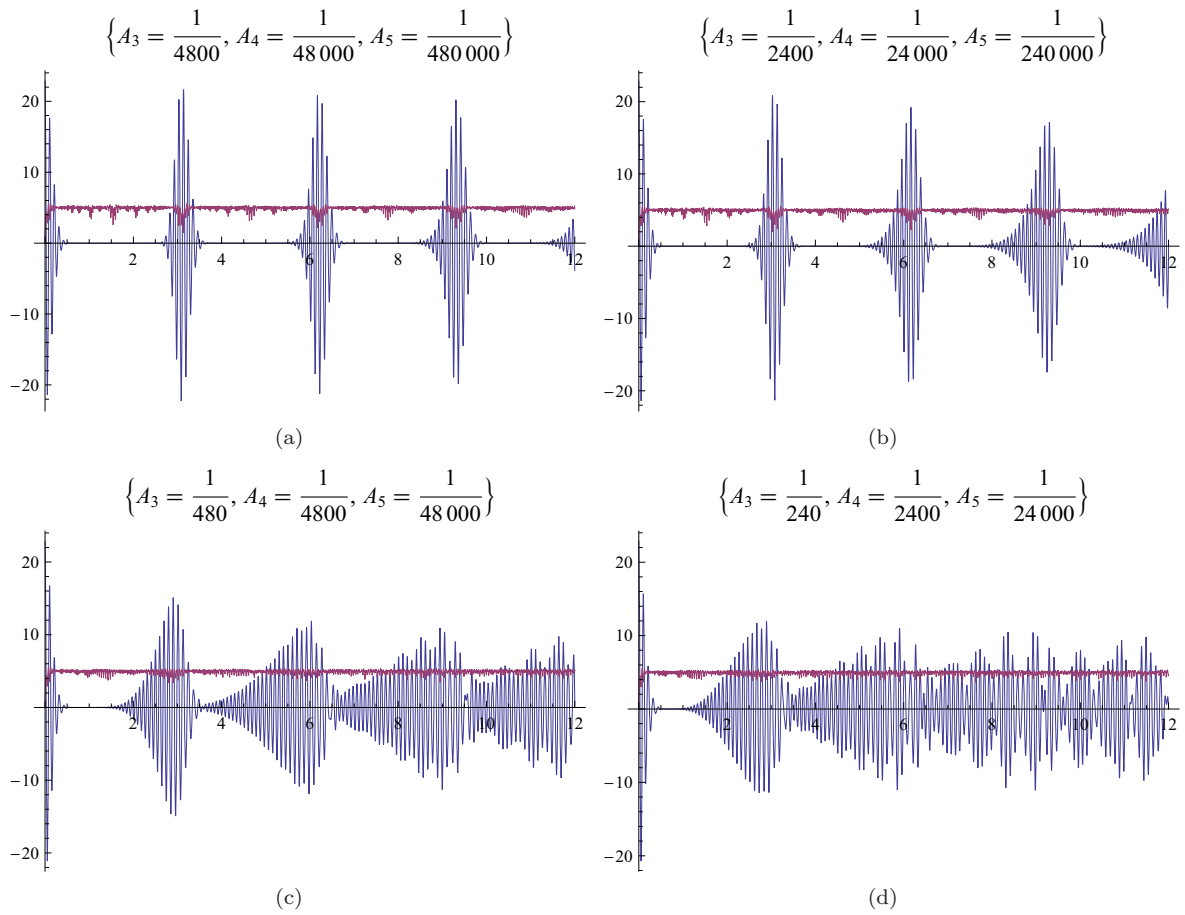 {A₃ = 1/4800, A₄ = 1/48 000, A₅ = 1/480 000}
20
10
−10
−20
2 4 6 8 10 12
(a)
{A₃ = 1/2400, A₄ = 1/24 000, A₅ = 1/240 000}
20
10
−10
−20
2 4 6 8 10 12
(b)
{A₃ = 1/480, A₄ = 1/4800, A₅ = 1/48 000}
20
10
−10
−20
2 4 6 8 10 12
(c)
{A₃ = 1/240, A₄ = 1/2400, A₅ = 1/24 000}
20
10
−10
−20
2 4 6 8 10 12
(d)